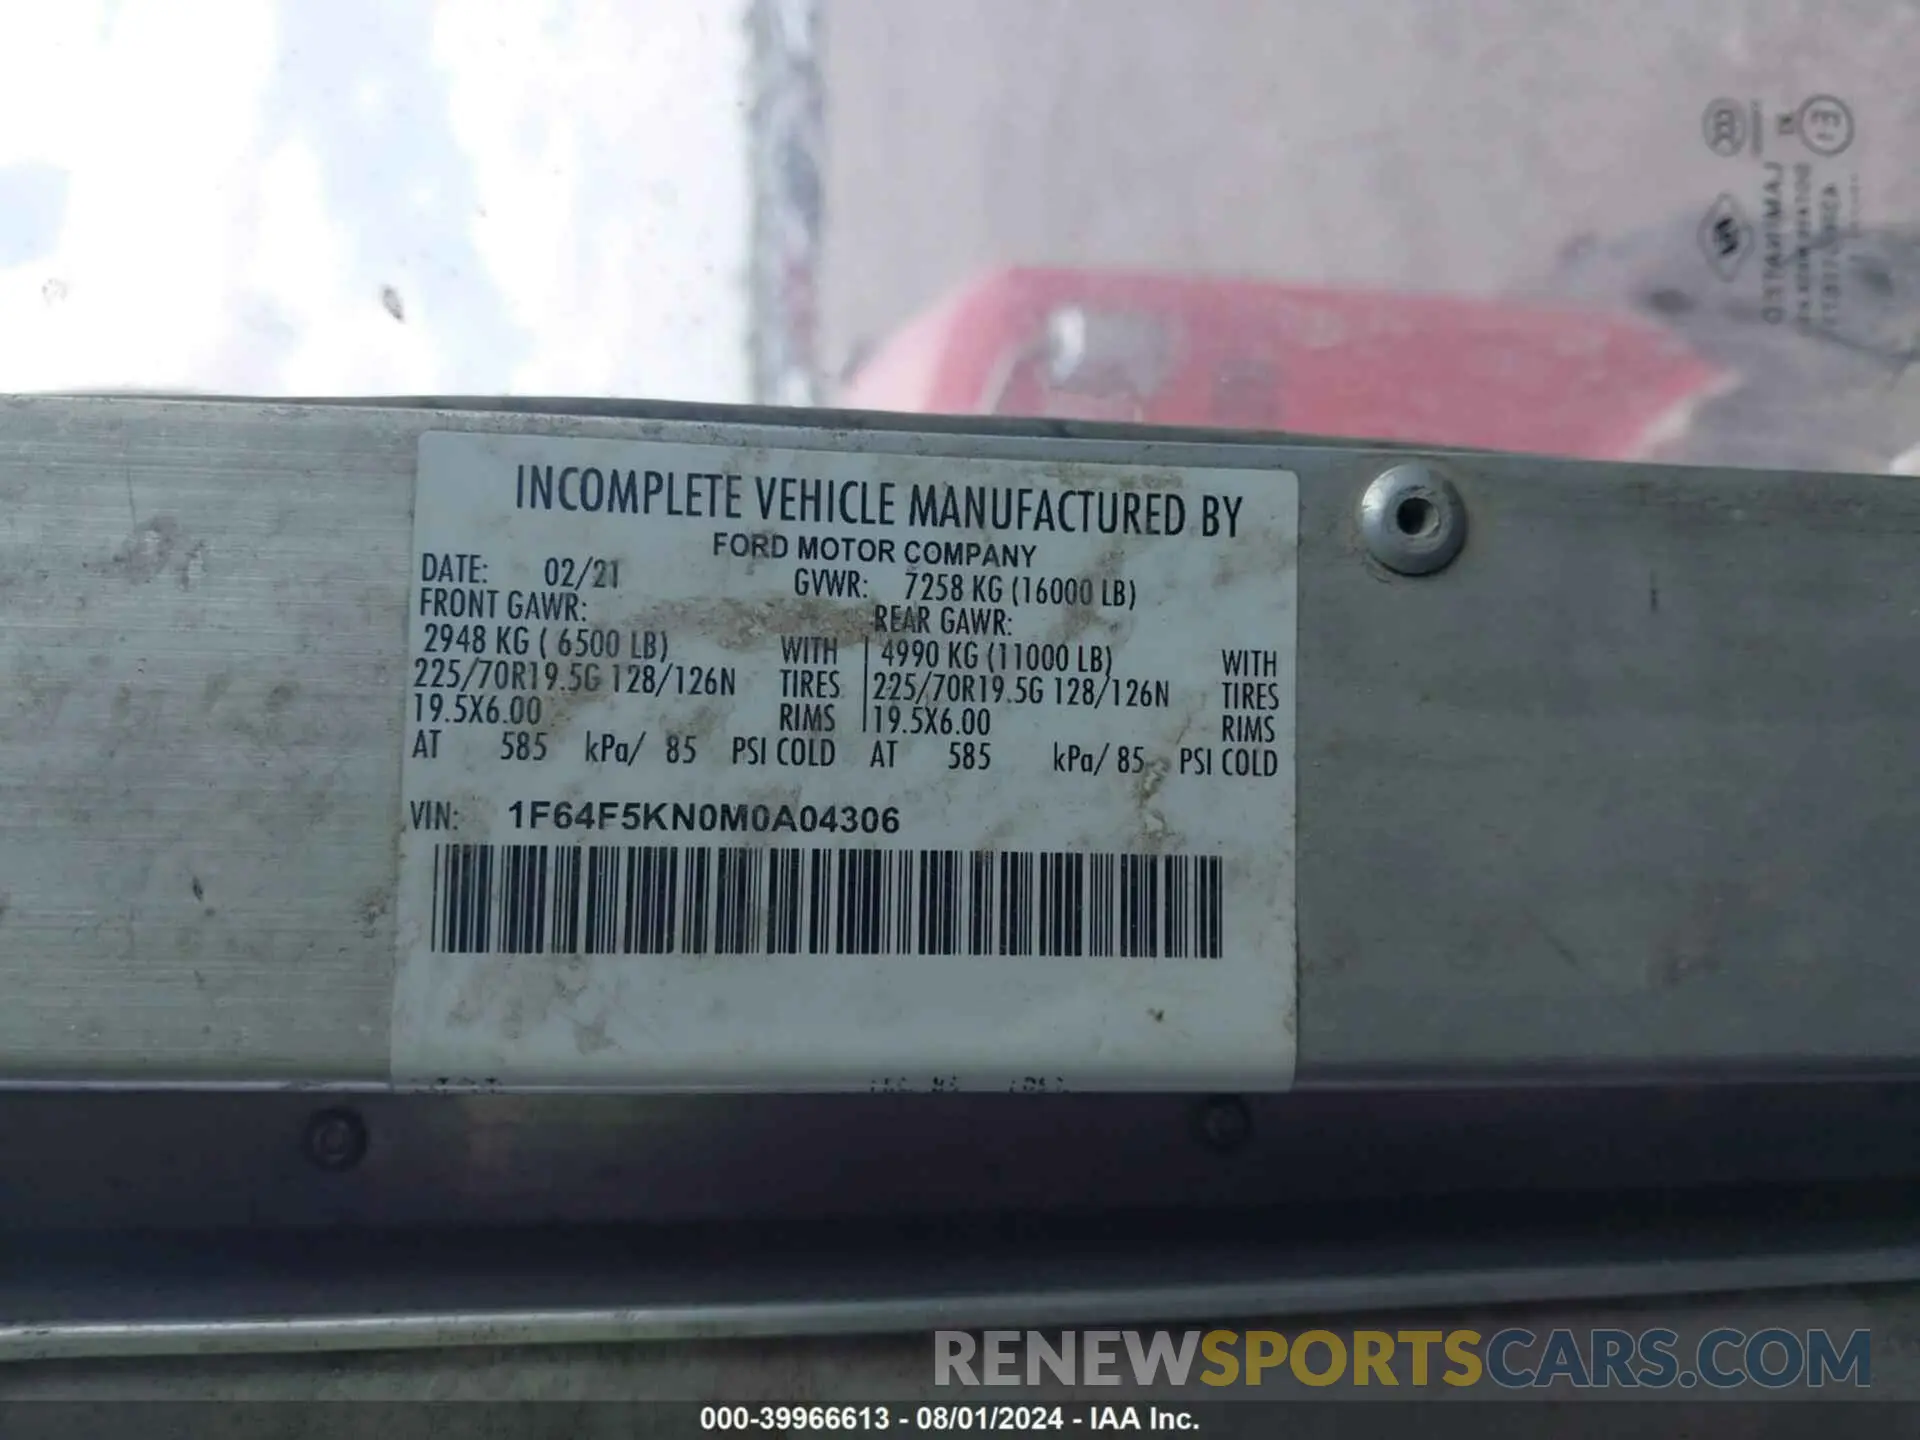 LAMINATED
INCOMPLETE VEHICLE MANUFACTURED BY
FORD MOTOR COMPANY
DATE: 02/21 GVWR: 7258 KG (16000 LB)
FRONT GAWR: REAR GAWR:
2948 KG ( 6500 LB) WITH 4990 KG (11000 LB) WITH
225/70R19.5G 128/126N TIRES 225/70R19.5G 128/126N TIRES
19.5X6.00 RIMS 19.5X6.00 RIMS
AT 585 kPa/ 85 PSI COLD AT 585 kPa/ 85 PSI COLD
VIN: 1F64F5KN0M0A04306
RENEWSPORTSCARS.COM
000-39966613 - 08/01/2024 - IAA Inc.